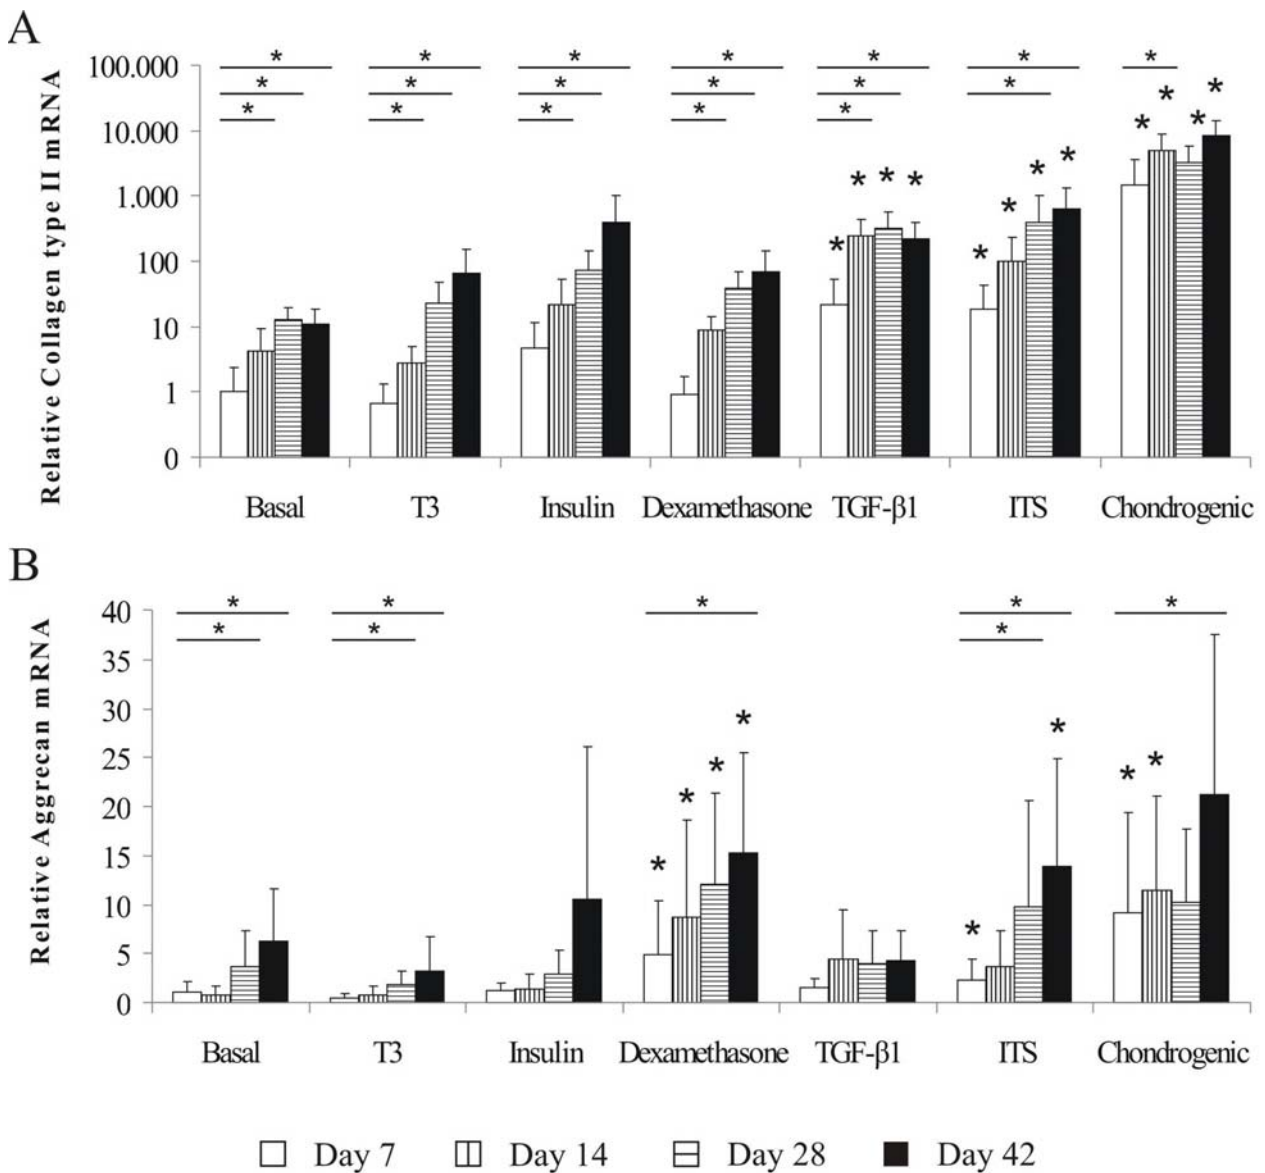 A
Relative Collagen type II mRNA
100.000
10.000
1.000
100
10
1
0
* * * * * * *
* * * * * *
* * * * *
* * * *
* * * *
* * * *
Basal T3 Insulin Dexamethasone TGF-β1 ITS Chondrogenic
B
Relative Aggrecan mRNA
40
35
30
25
20
15
10
5
0
* * * * *
* * *
* * * *
* * * *
Basal T3 Insulin Dexamethasone TGF-β1 ITS Chondrogenic
Day 7 Day 14 Day 28 Day 42